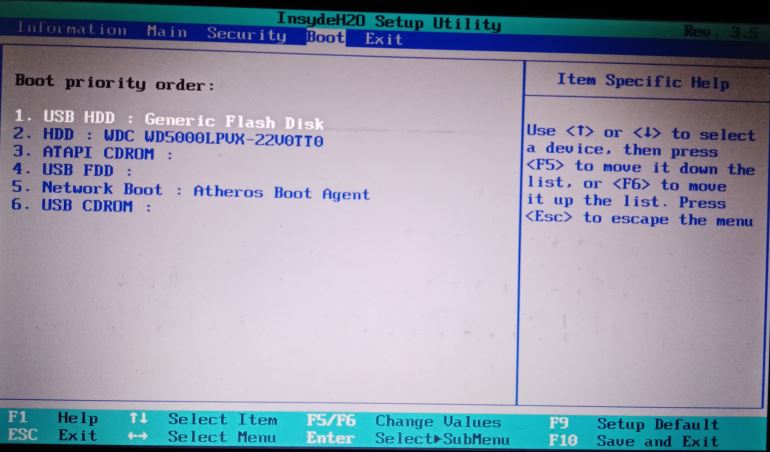 InsydeH20 Setup Utility
Rev. 3.5
Information Main Security Boot Exit
Boot priority order:
1. USB HDD : Generic Flash Disk
2. HDD : WDC WD5000LPVX-22V0TT0
3. ATAPI CDROM :
4. USB FDD :
5. Network Boot : Atheros Boot Agent
6. USB CDROM :
Item Specific Help
Use <↑> or <↓> to select
a device, then press
<F5> to move it down the
list, or <F6> to move
it up the list. Press
<Esc> to escape the menu
F1 Help ↑↓ Select Item F5/F6 Change Values F9 Setup Default
ESC Exit ↔ Select Menu Enter Select▶SubMenu F10 Save and Exit